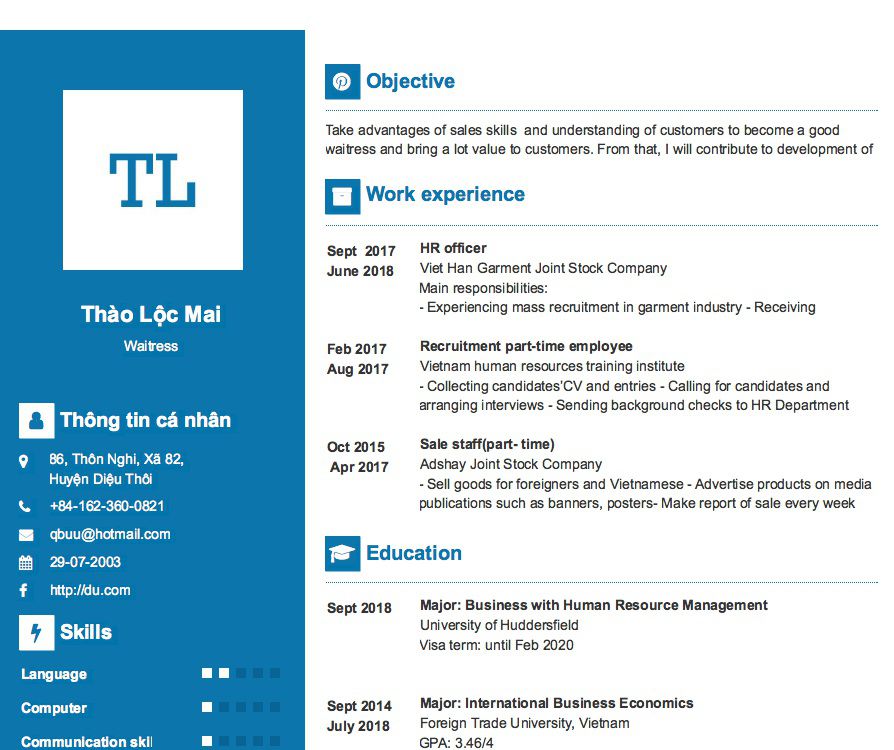 TL
Thào Lộc Mai
Waitress
Thông tin cá nhân
86, Thôn Nghi, Xã 82,
Huyện Diệu Thôi
+84-162-360-0821
qbuu@hotmail.com
29-07-2003
http://du.com
Skills
Language
Computer
Communication skil
Objective
Take advantages of sales skills  and understanding of customers to become a good
waitress and bring a lot value to customers. From that, I will contribute to development of
Work experience
Sept  2017
June 2018
HR officer
Viet Han Garment Joint Stock Company
Main responsibilities:
- Experiencing mass recruitment in garment industry - Receiving
Feb 2017
Aug 2017
Recruitment part-time employee
Vietnam human resources training institute
- Collecting candidates'CV and entries - Calling for candidates and
arranging interviews - Sending background checks to HR Department
Oct 2015
Apr 2017
Sale staff(part- time)
Adshay Joint Stock Company
- Sell goods for foreigners and Vietnamese - Advertise products on media
publications such as banners, posters- Make report of sale every week
Education
Sept 2018
Major: Business with Human Resource Management
University of Huddersfield
Visa term: until Feb 2020
Sept 2014
July 2018
Major: International Business Economics
Foreign Trade University, Vietnam
GPA: 3.46/4